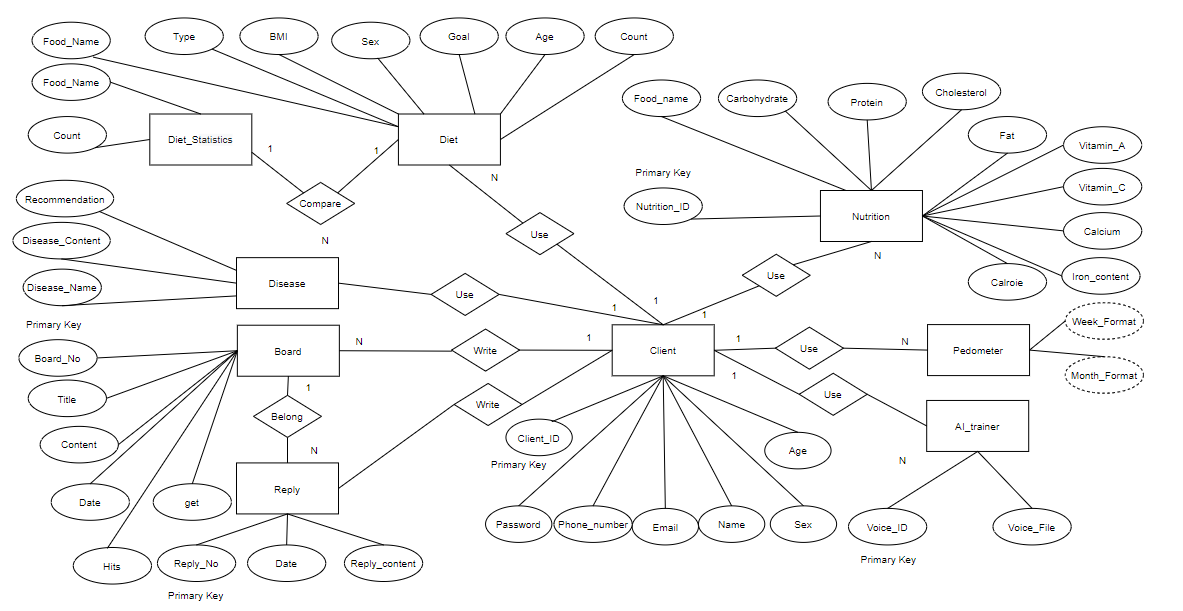 Food_Name
Type
BMI
Sex
Goal
Age
Count
Food_Name
Count
Diet_Statistics
Diet
1
1
Compare
N
N
Use
Food_name
Carbohydrate
Protein
Cholesterol
Fat
Vitamin_A
Vitamin_C
Calcium
Iron_content
Calroie
Primary Key
Nutrition_ID
Nutrition
N
Use
Recommendation
Disease_Content
Disease_Name
Disease
Use
1
1
1
Primary Key
Board_No
Title
Content
Date
Hits
get
Board
N
Write
1
Client
1
Use
N
Pedometer
Week_Format
Month_Format
1
Belong
N
Write
1
Use
AI_trainer
N
Reply
Reply_No
Date
Reply_content
Primary Key
Client_ID
Primary Key
Password
Phone_number
Email
Name
Sex
Age
Voice_ID
Voice_File
Primary Key